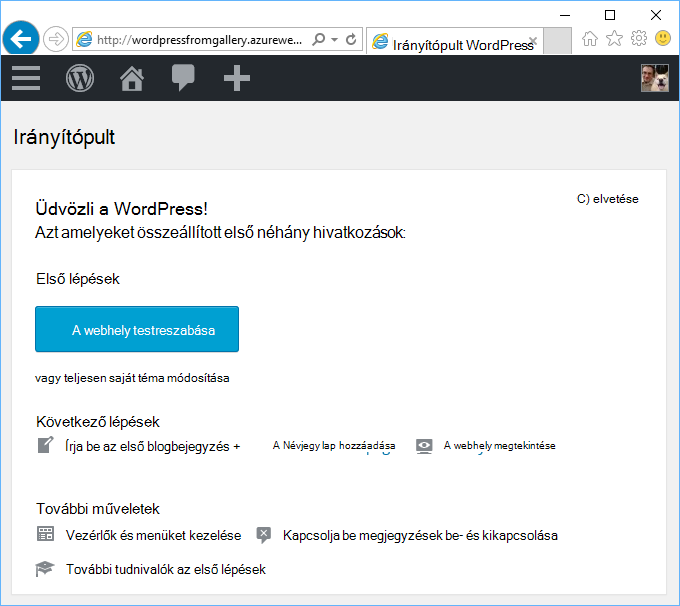 http://wordpressfromgallery.azurewe...
Irányítópult WordPress
Irányítópult
C) elvetése
Üdvözli a WordPress!
Azt amelyeket összeállított első néhány hivatkozások:
Első lépések
A webhely testreszabása
vagy teljesen saját téma módosítása
Következő lépések
Írja be az első blogbejegyzés + A Névjegy lap hozzáadása A webhely megtekintése
További műveletek
Vezérlők és menüket kezelése Kapcsolja be megjegyzések be- és kikapcsolása
További tudnivalók az első lépések